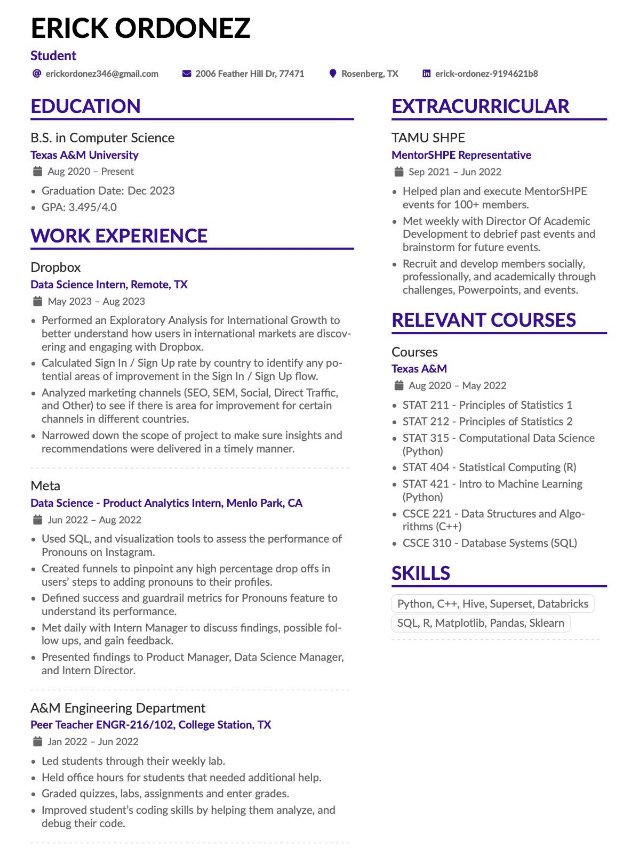 ERICK ORDONEZ
Student
erickordonez346@gmail.com 2006 Feather Hill Dr, 77471 Rosenberg, TX erick-ordonez-9194621b8
EDUCATION
B.S. in Computer Science
Texas A&M University
Aug 2020 – Present
• Graduation Date: Dec 2023
• GPA: 3.495/4.0
WORK EXPERIENCE
Dropbox
Data Science Intern, Remote, TX
May 2023 – Aug 2023
• Performed an Exploratory Analysis for International Growth to
better understand how users in international markets are discov-
ering and engaging with Dropbox.
• Calculated Sign In / Sign Up rate by country to identify any po-
tential areas of improvement in the Sign In / Sign Up flow.
• Analyzed marketing channels (SEO, SEM, Social, Direct Traffic,
and Other) to see if there is area for improvement for certain
channels in different countries.
• Narrowed down the scope of project to make sure insights and
recommendations were delivered in a timely manner.
Meta
Data Science - Product Analytics Intern, Menlo Park, CA
Jun 2022 – Aug 2022
• Used SQL, and visualization tools to assess the performance of
Pronouns on Instagram.
• Created funnels to pinpoint any high percentage drop offs in
users' steps to adding pronouns to their profiles.
• Defined success and guardrail metrics for Pronouns feature to
understand its performance.
• Met daily with Intern Manager to discuss findings, possible fol-
low ups, and gain feedback.
• Presented findings to Product Manager, Data Science Manager,
and Intern Director.
A&M Engineering Department
Peer Teacher ENGR-216/102, College Station, TX
Jan 2022 – Jun 2022
• Led students through their weekly lab.
• Held office hours for students that needed additional help.
• Graded quizzes, labs, assignments and enter grades.
• Improved student's coding skills by helping them analyze, and
debug their code.
EXTRACURRICULAR
TAMU SHPE
MentorSHPE Representative
Sep 2021 – Jun 2022
• Helped plan and execute MentorSHPE
events for 100+ members.
• Met weekly with Director Of Academic
Development to debrief past events and
brainstorm for future events.
• Recruit and develop members socially,
professionally, and academically through
challenges, Powerpoints, and events.
RELEVANT COURSES
Courses
Texas A&M
Aug 2020 – May 2022
• STAT 211 - Principles of Statistics 1
• STAT 212 - Principles of Statistics 2
• STAT 315 - Computational Data Science
(Python)
• STAT 404 - Statistical Computing (R)
• STAT 421 - Intro to Machine Learning
(Python)
• CSCE 221 - Data Structures and Algo-
rithms (C++)
• CSCE 310 - Database Systems (SQL)
SKILLS
Python, C++, Hive, Superset, Databricks
SQL, R, Matplotlib, Pandas, Sklearn